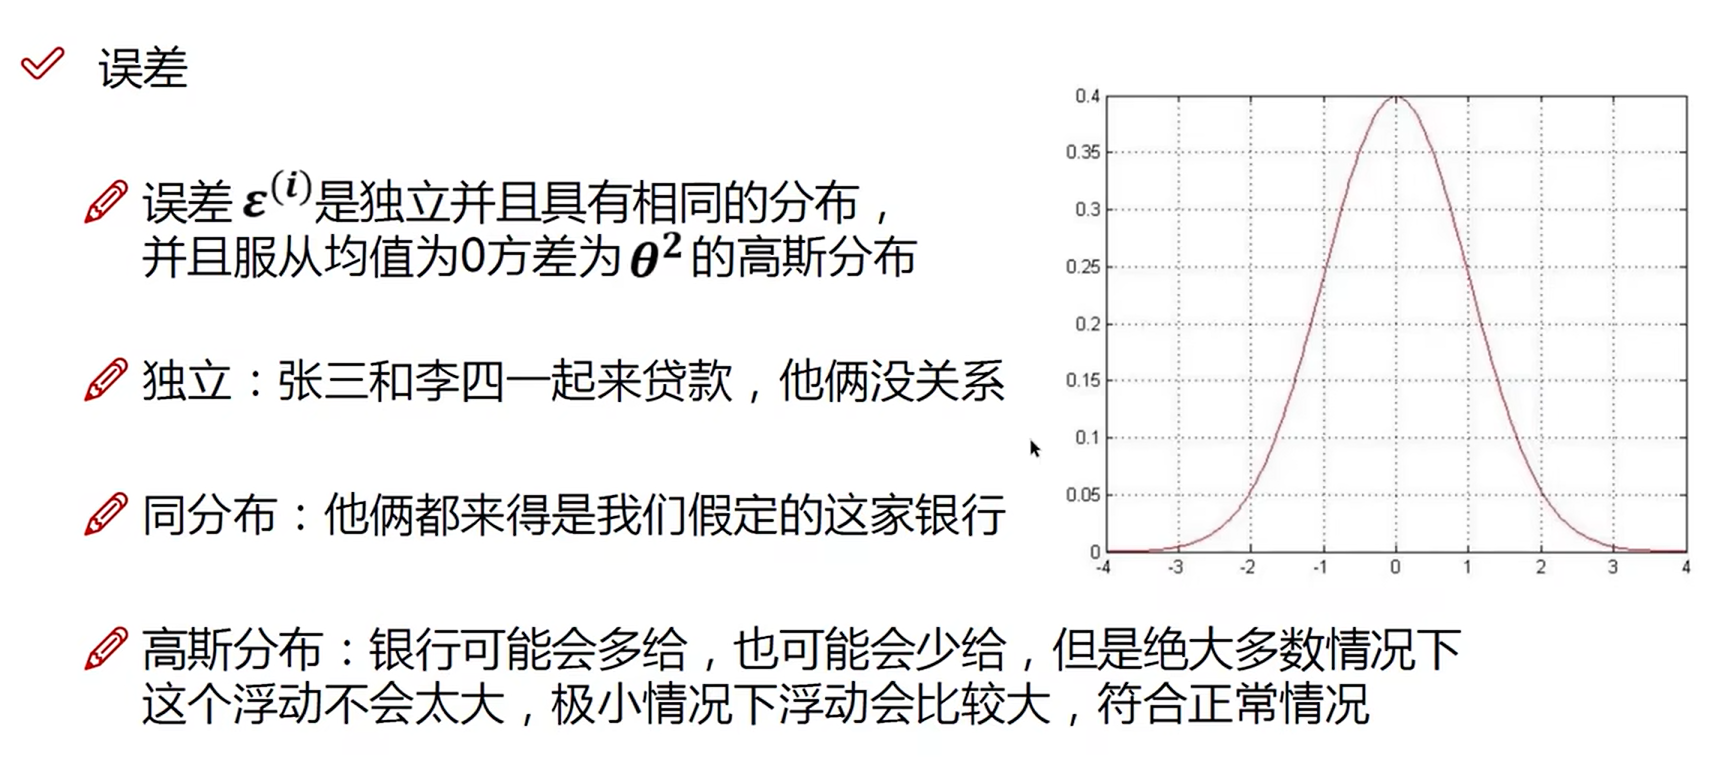 误差
误差 ε⁽ⁱ⁾是独立并且具有相同的分布，
并且服从均值为0方差为 θ² 的高斯分布
独立：张三和李四一起来贷款，他俩没关系
同分布：他俩都来得是我们假定的这家银行
高斯分布：银行可能会多给，也可能会少给，但是绝大多数情况下
这个浮动不会太大，极小情况下浮动会比较大，符合正常情况
0.4
0.35
0.3
0.25
0.2
0.15
0.1
0.05
0
-4 -3 -2 -1 0 1 2 3 4